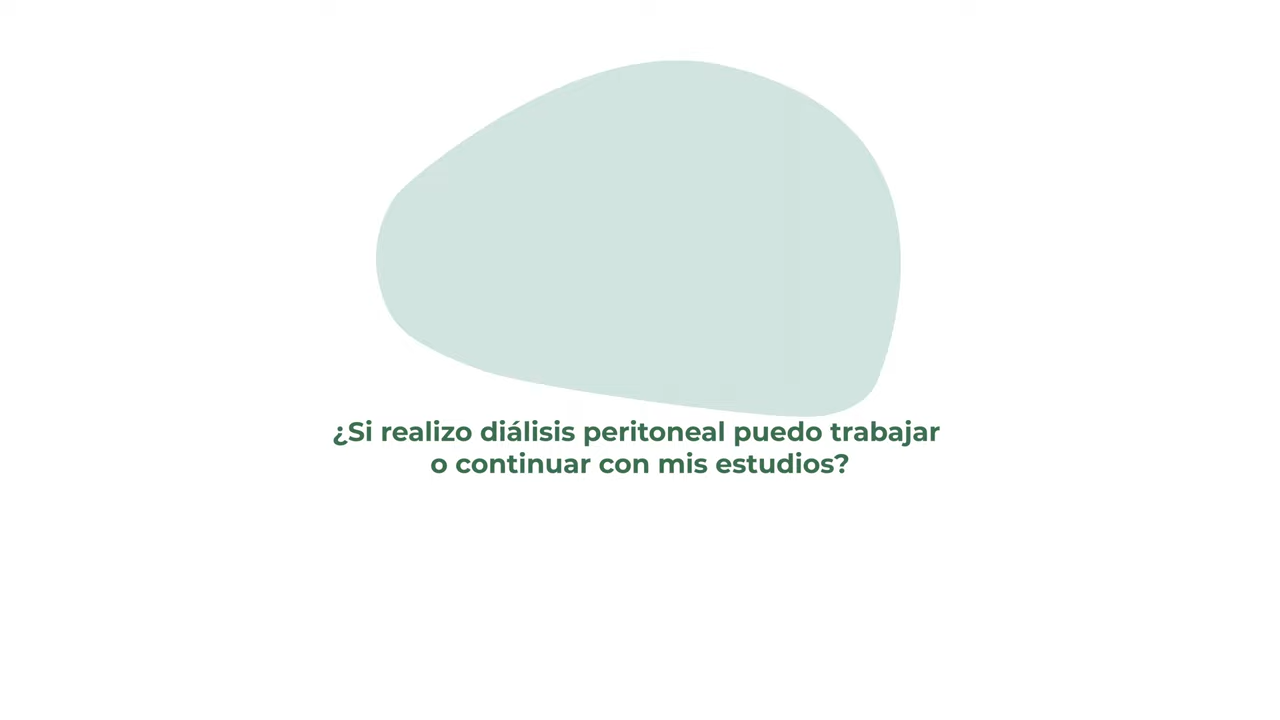 ¿Si realizo diálisis peritoneal puedo trabajar
o continuar con mis estudios?